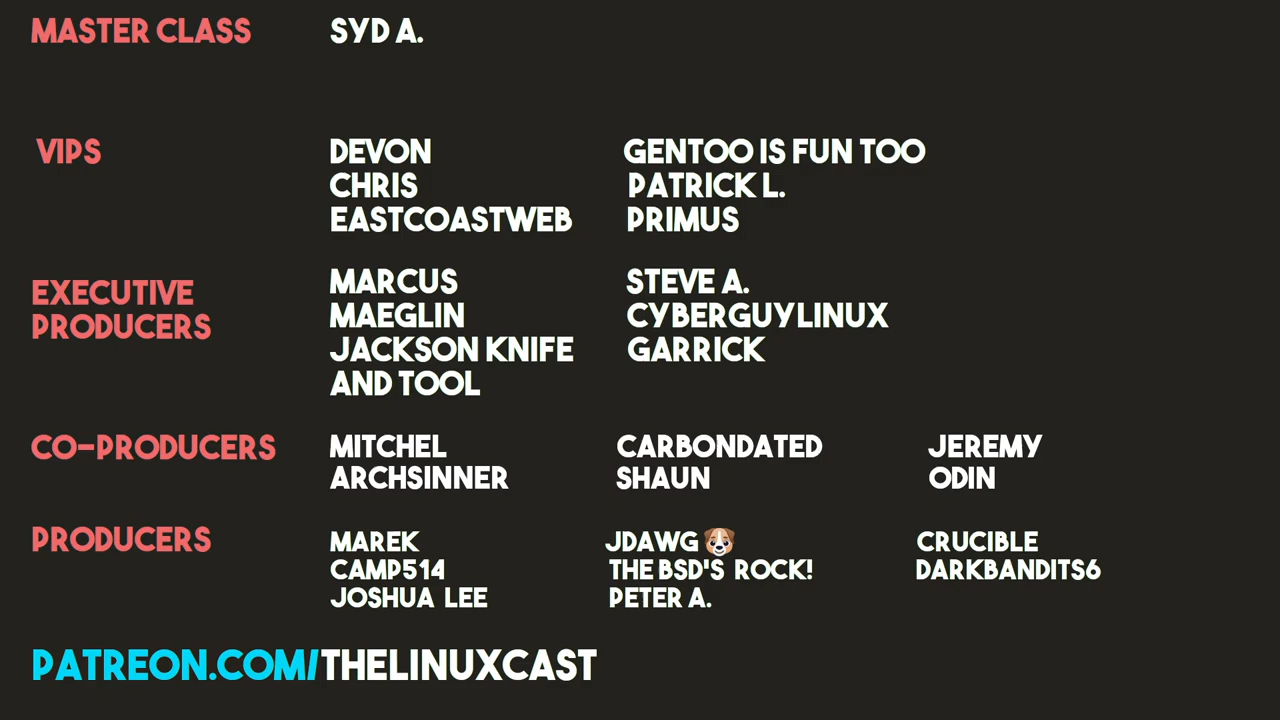 MASTER CLASS SYD A.
VIPS DEVON GENTOO IS FUN TOO
CHRIS PATRICK L.
EASTCOASTWEB PRIMUS
EXECUTIVE PRODUCERS MARCUS STEVE A.
MAEGLIN CYBERGUYLINUX
JACKSON KNIFE GARRICK
AND TOOL
CO-PRODUCERS MITCHEL CARBONDATED JEREMY
ARCHSINNER SHAUN ODIN
PRODUCERS MAREK JDAWG🐶 CRUCIBLE
CAMP514 THE BSD'S ROCK! DARKBANDITS6
JOSHUA LEE PETER A.
PATREON.COM/THELINUXCAST